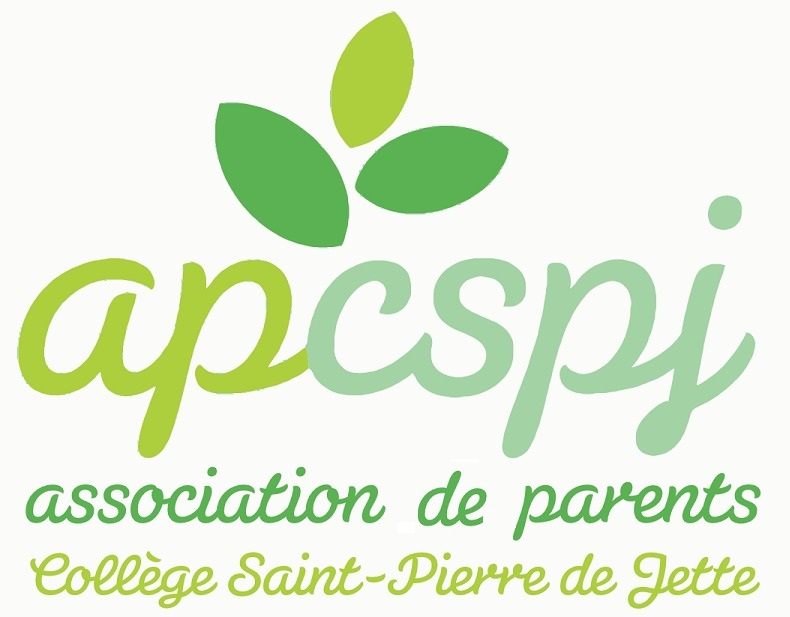 apcspj
association de parents
Collège Saint-Pierre de Jette